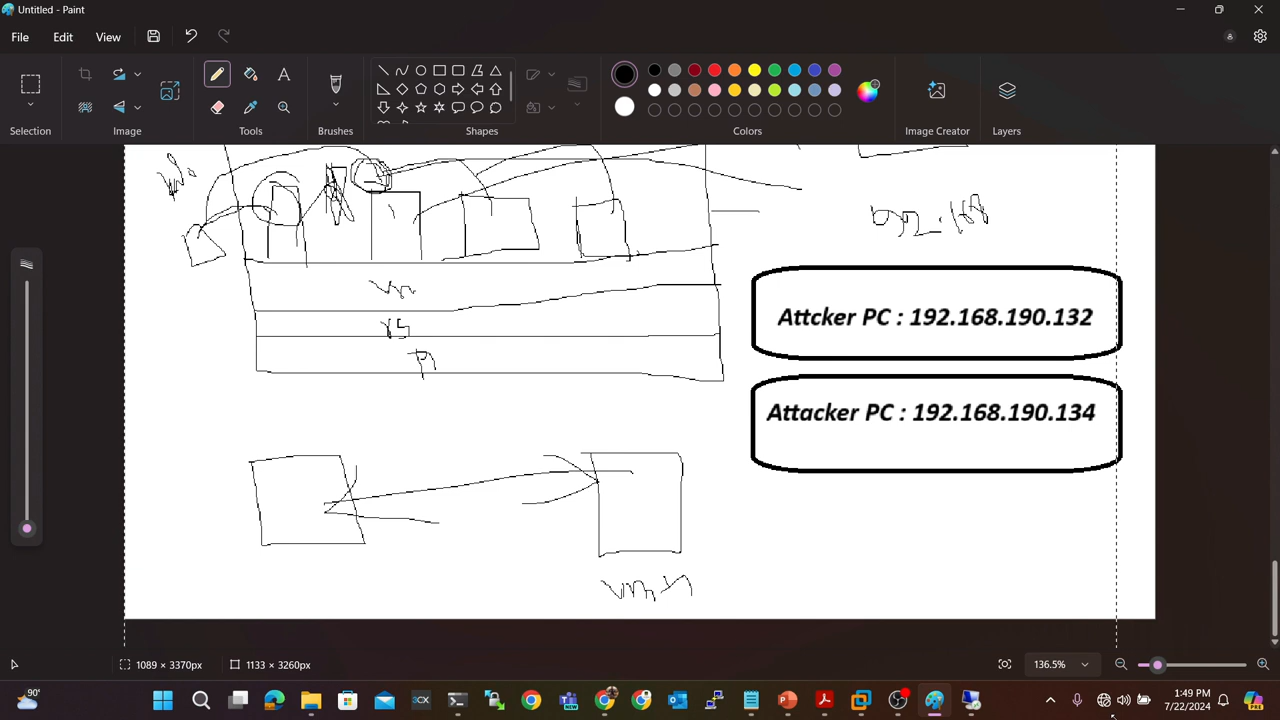 Untitled - Paint
File Edit View
Selection Image Tools Brushes Shapes Colors Image Creator Layers
Attcker PC : 192.168.190.132
Attacker PC : 192.168.190.134
1089 × 3370px 1133 × 3260px 136.5%
90°
1:49 PM
7/22/2024